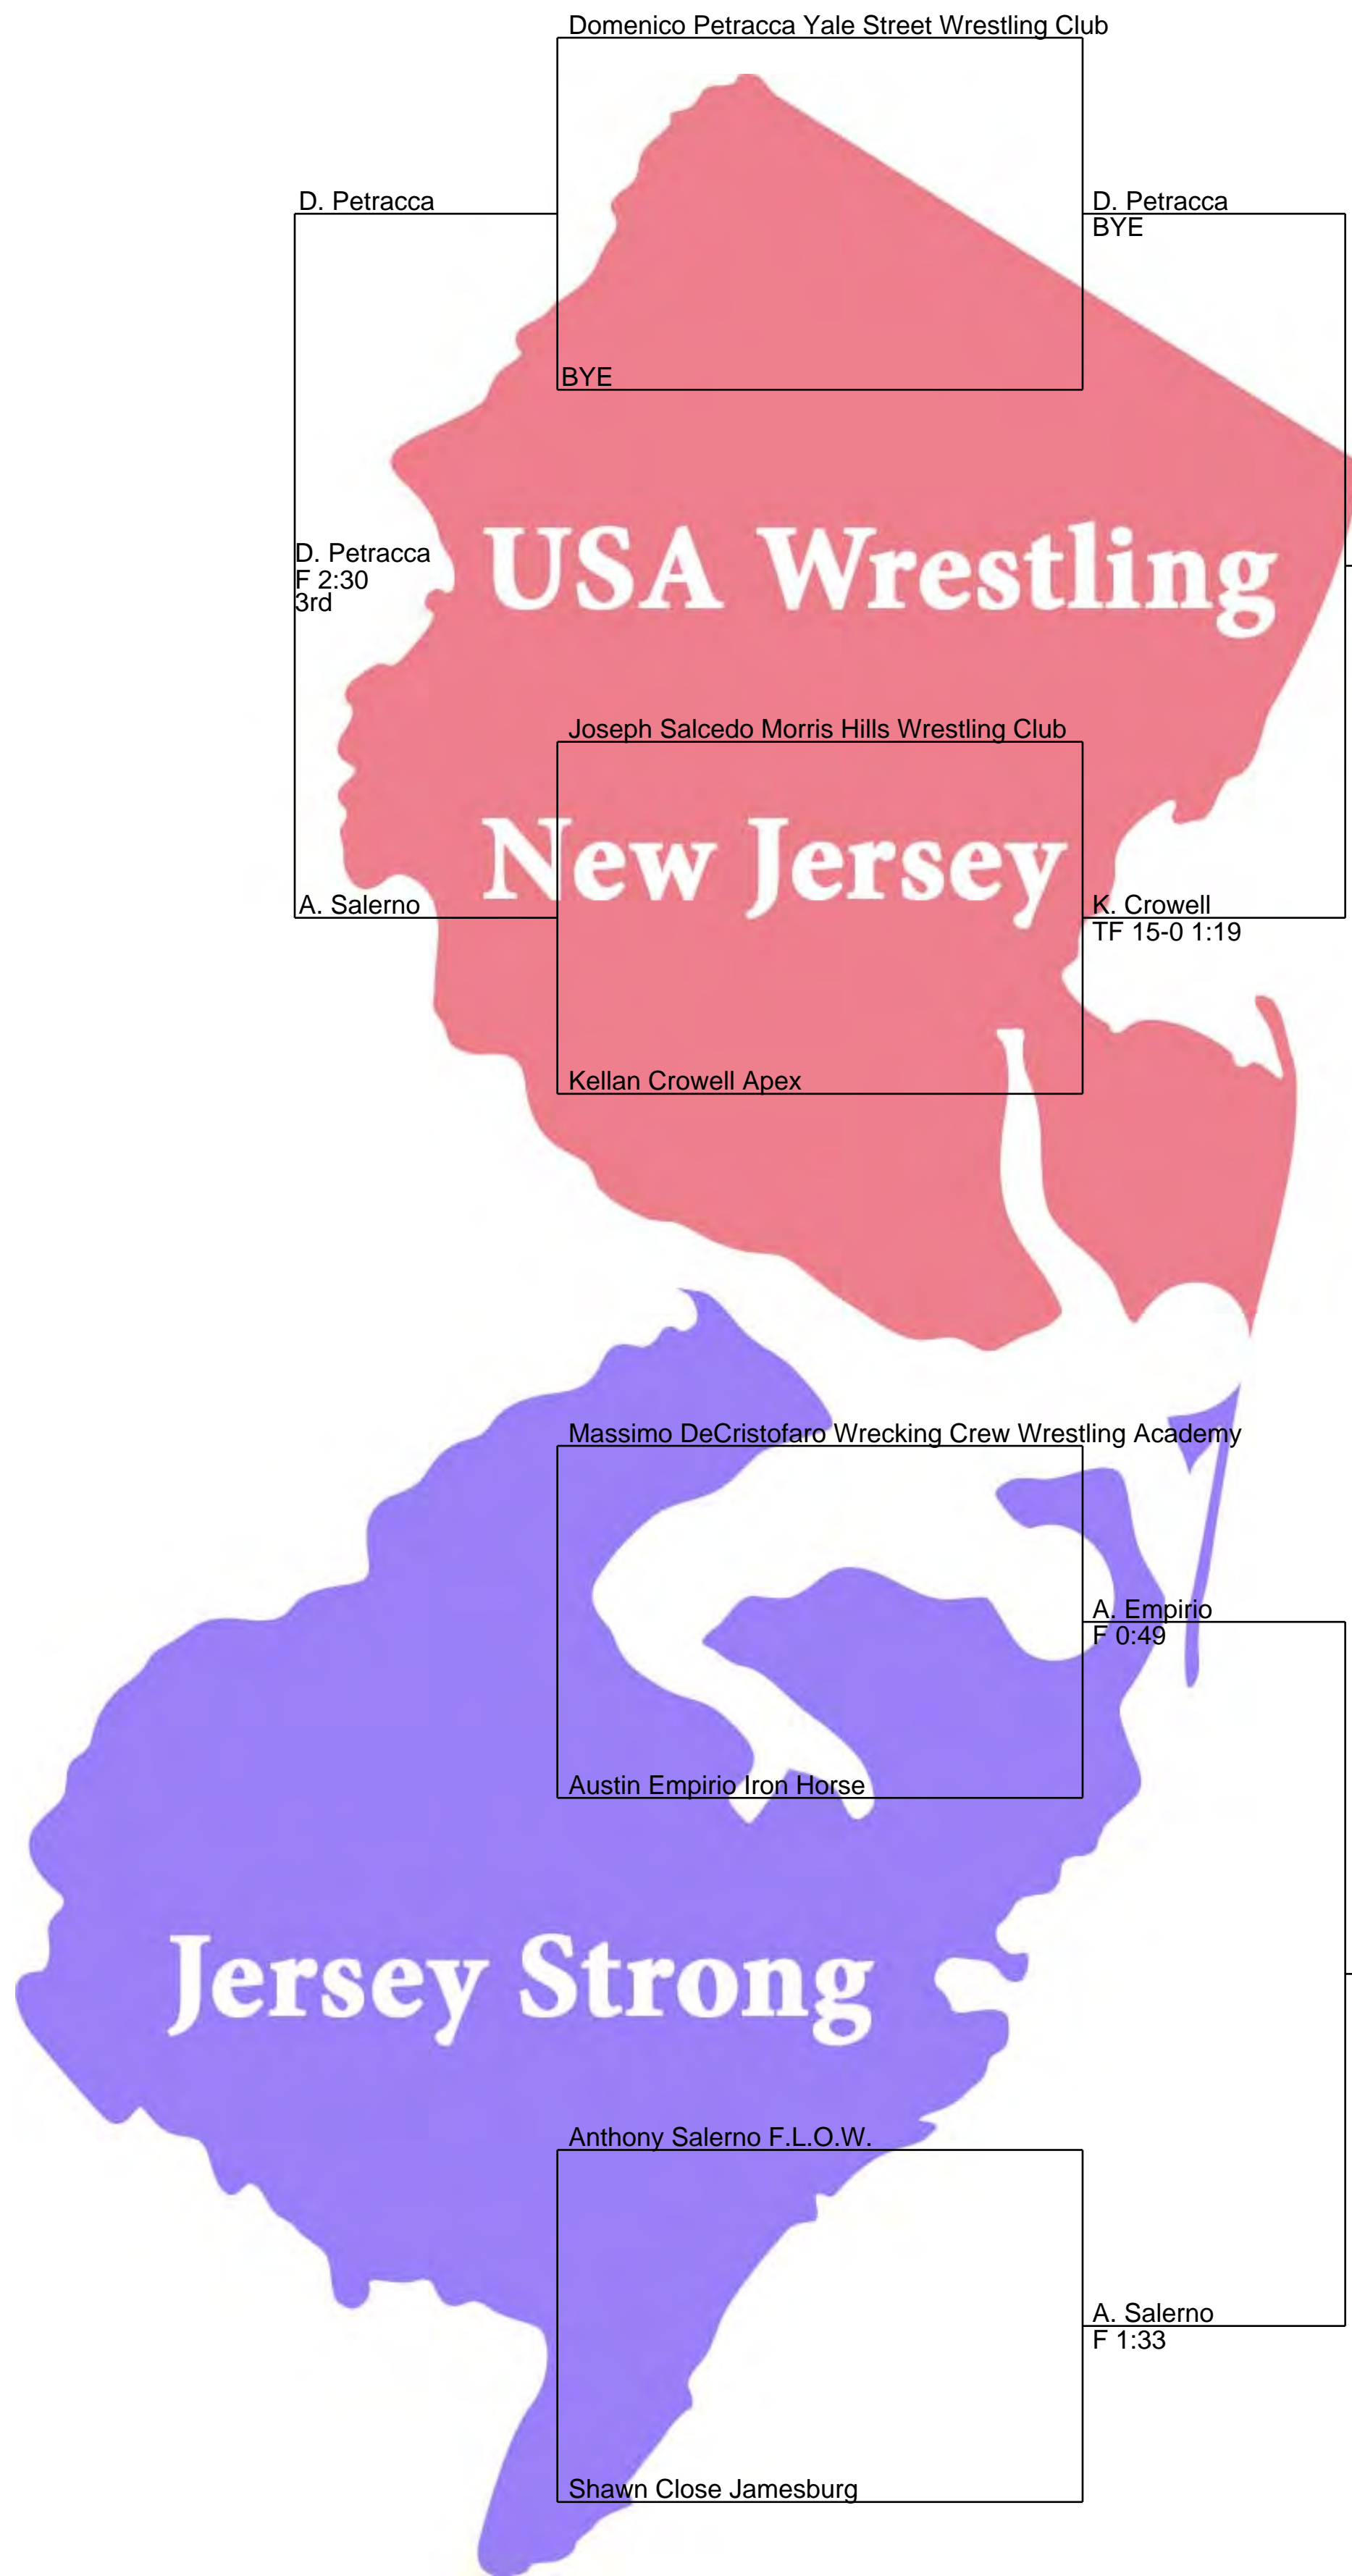 Domenico Petracca Yale Street Wrestling Club
D. Petracca
D. Petracca
BYE
BYE
D. Petracca
F 2:30
3rd
USA Wrestling
Joseph Salcedo Morris Hills Wrestling Club
New Jersey
A. Salerno
K. Crowell
TF 15-0 1:19
Kellan Crowell Apex
Massimo DeCristofaro Wrecking Crew Wrestling Academy
A. Empirio
F 0:49
Austin Empirio Iron Horse
Jersey Strong
Anthony Salerno F.L.O.W.
A. Salerno
F 1:33
Shawn Close Jamesburg